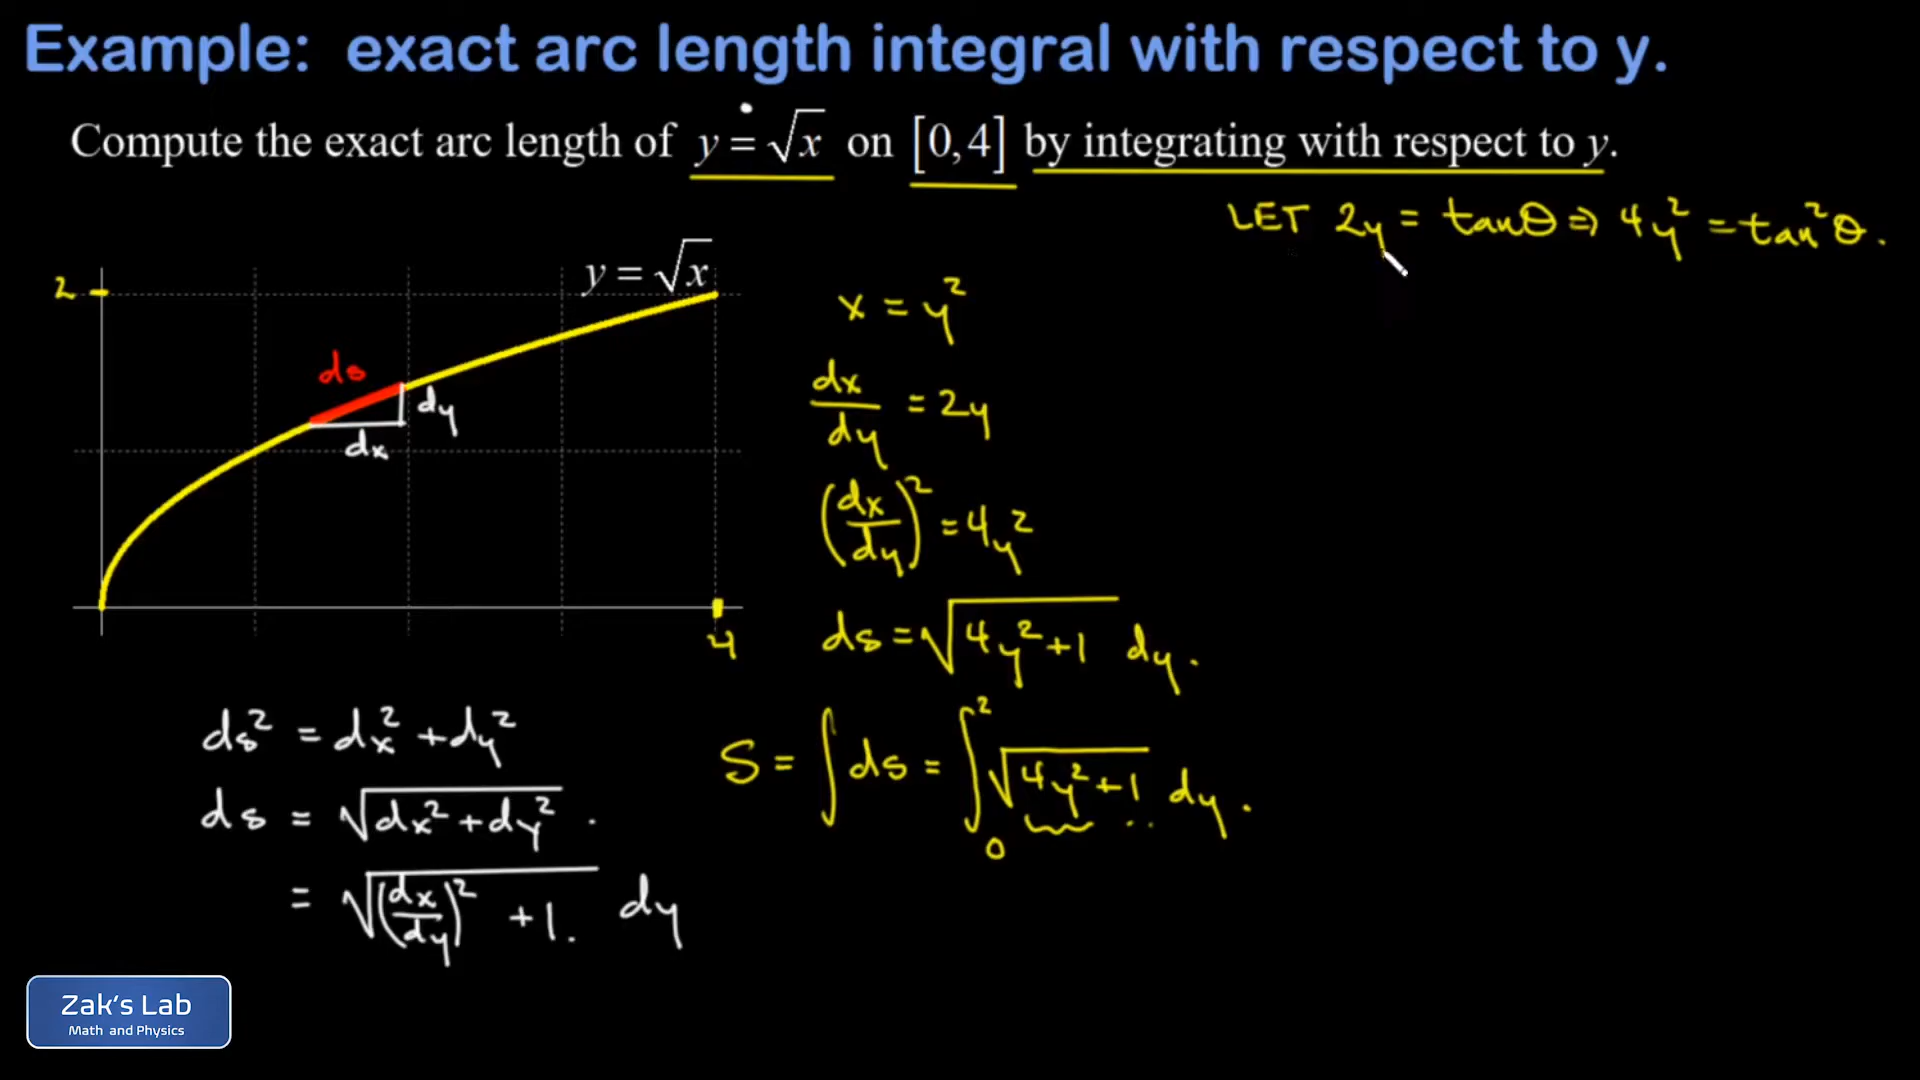 Example: exact arc length integral with respect to y.
Compute the exact arc length of y = √x on [0,4] by integrating with respect to y.
LET 2y = tanθ ⇒ 4y² = tan²θ.
y = √x
2
ds
dy
dx
4
x = y²
dx/dy = 2y
(dx/dy)² = 4y²
ds = √(4y²+1) dy.
S = ∫ ds = ∫₀² √(4y²+1) dy.
ds² = dx² + dy²
ds = √(dx² + dy²) .
= √((dx/dy)² + 1.) dy
Zak's Lab
Math and Physics